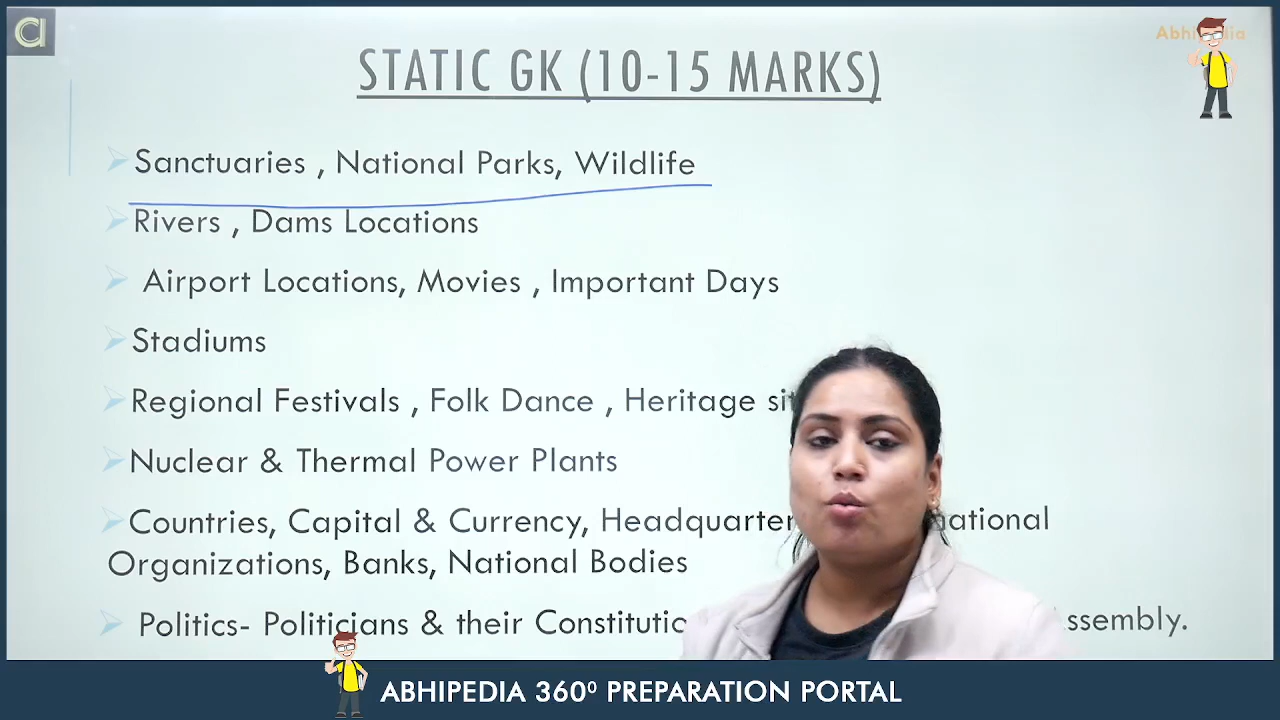 Abhipedia
STATIC GK (10-15 MARKS)
Sanctuaries , National Parks, Wildlife
Rivers , Dams Locations
Airport Locations, Movies , Important Days
Stadiums
Regional Festivals , Folk Dance , Heritage
Nuclear & Thermal Power Plants
Countries, Capital & Currency,
Organizations, Banks, National Bodies
Politics- Politicians & their
ABHIPEDIA 360⁰ PREPARATION PORTAL